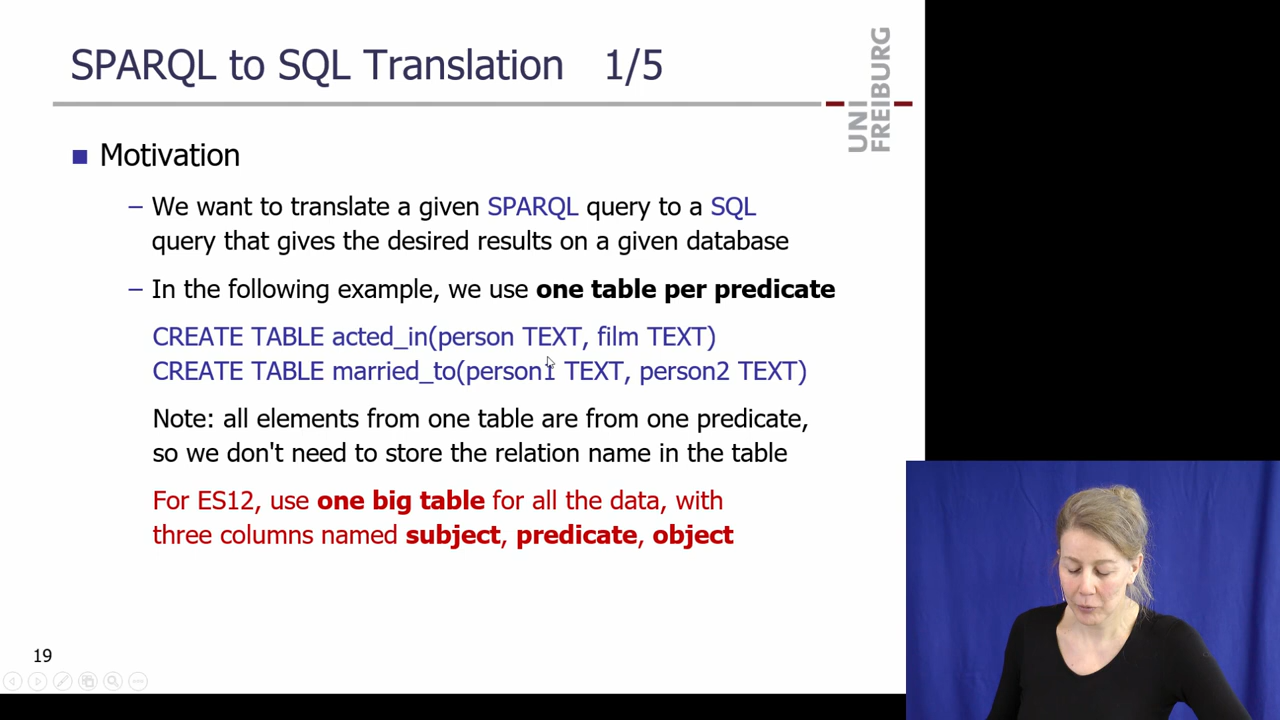 SPARQL to SQL Translation 1/5
UNI
FREIBURG
Motivation
– We want to translate a given SPARQL query to a SQL
query that gives the desired results on a given database
– In the following example, we use one table per predicate
CREATE TABLE acted_in(person TEXT, film TEXT)
CREATE TABLE married_to(person1 TEXT, person2 TEXT)
Note: all elements from one table are from one predicate,
so we don't need to store the relation name in the table
For ES12, use one big table for all the data, with
three columns named subject, predicate, object
19